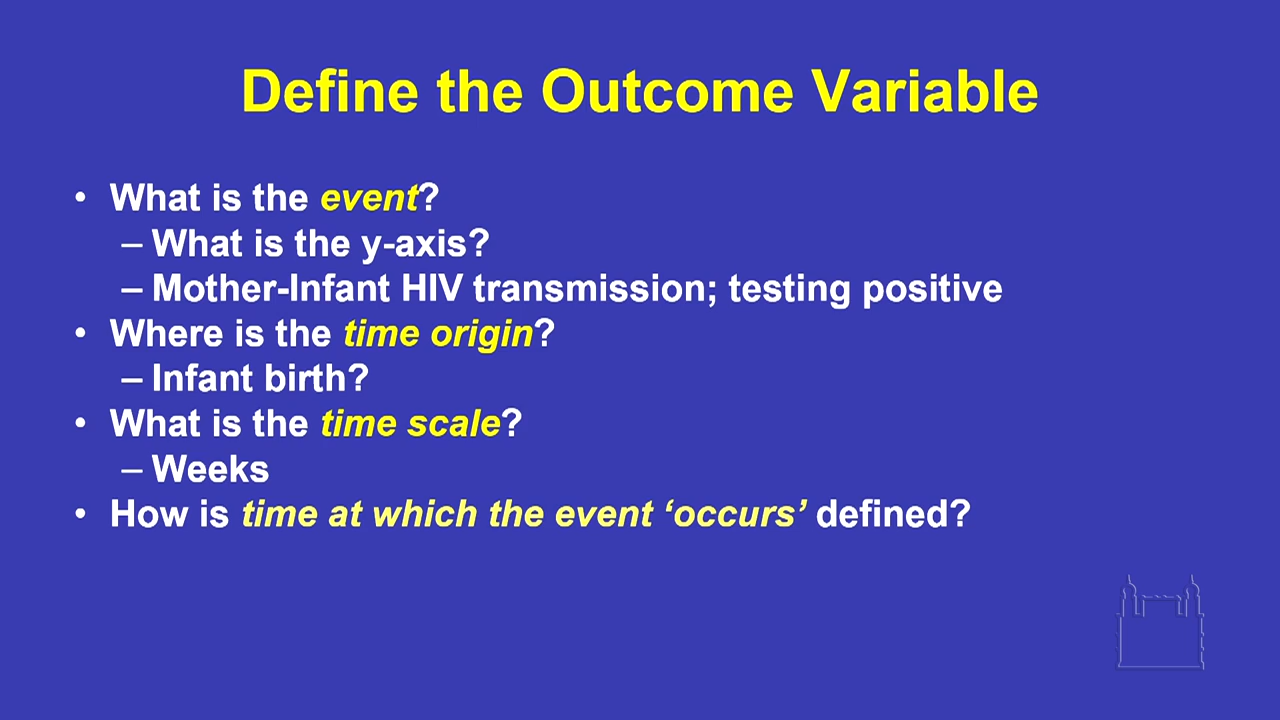 Define the Outcome Variable
• What is the event?
– What is the y-axis?
– Mother-Infant HIV transmission; testing positive
• Where is the time origin?
– Infant birth?
• What is the time scale?
– Weeks
• How is time at which the event ‘occurs’ defined?